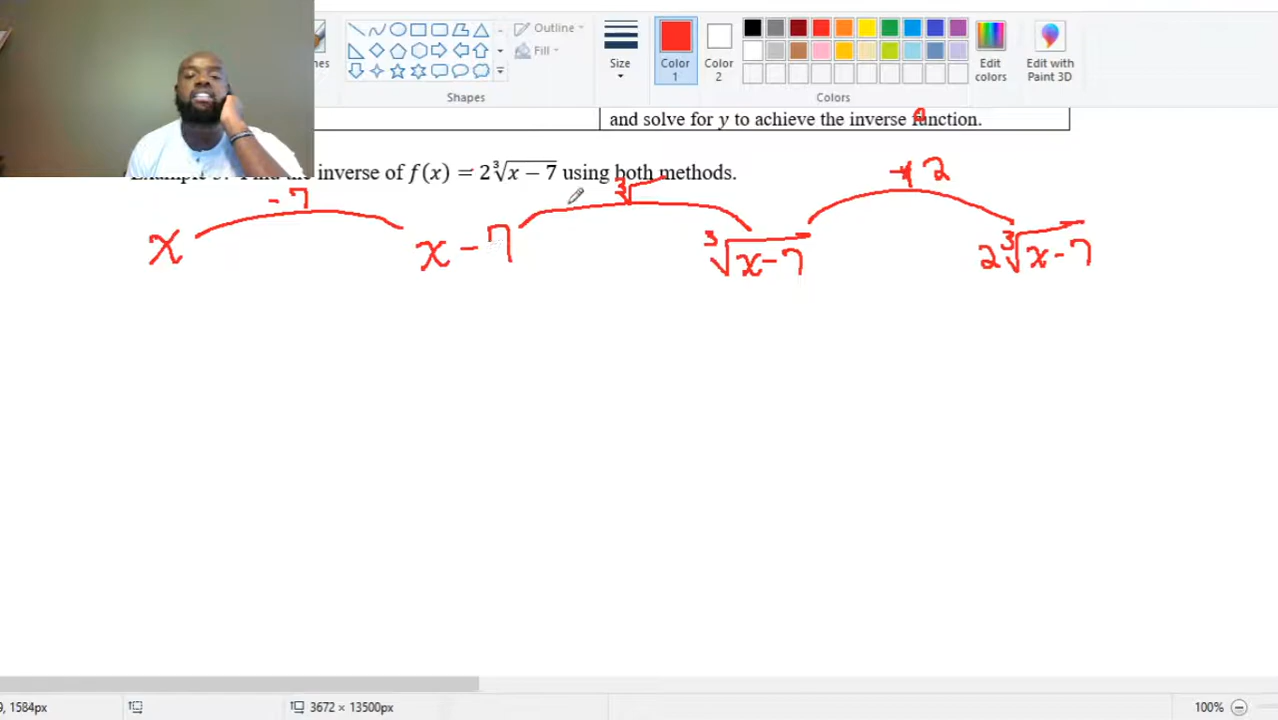 Outline
Fill
Size
Color 1
Color 2
Edit colors
Edit with Paint 3D
Shapes
Colors
and solve for y to achieve the inverse function.
inverse of f(x) = 2∛(x − 7) using both methods.
-7 ∛ 2
x x-7 ∛(x-7) 2∛(x-7)
1584px
3672 × 13500px
100%